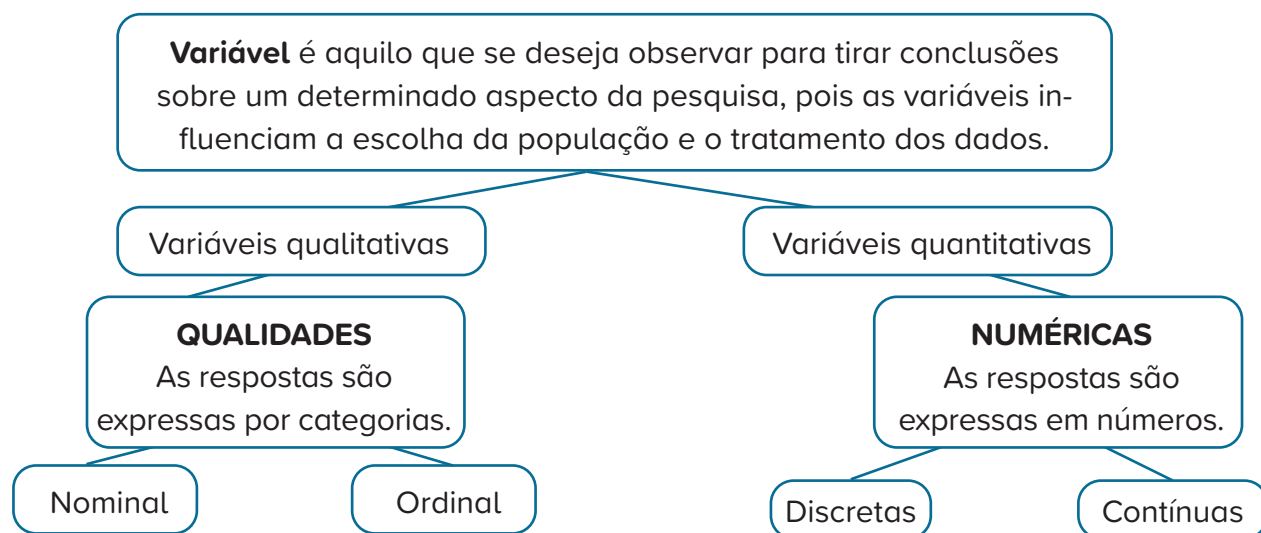 Variável é aquilo que se deseja observar para tirar conclusões
sobre um determinado aspecto da pesquisa, pois as variáveis in-
fluenciam a escolha da população e o tratamento dos dados.
Variáveis qualitativas
Variáveis quantitativas
QUALIDADES
As respostas são
expressas por categorias.
NUMÉRICAS
As respostas são
expressas em números.
Nominal
Ordinal
Discretas
Contínuas